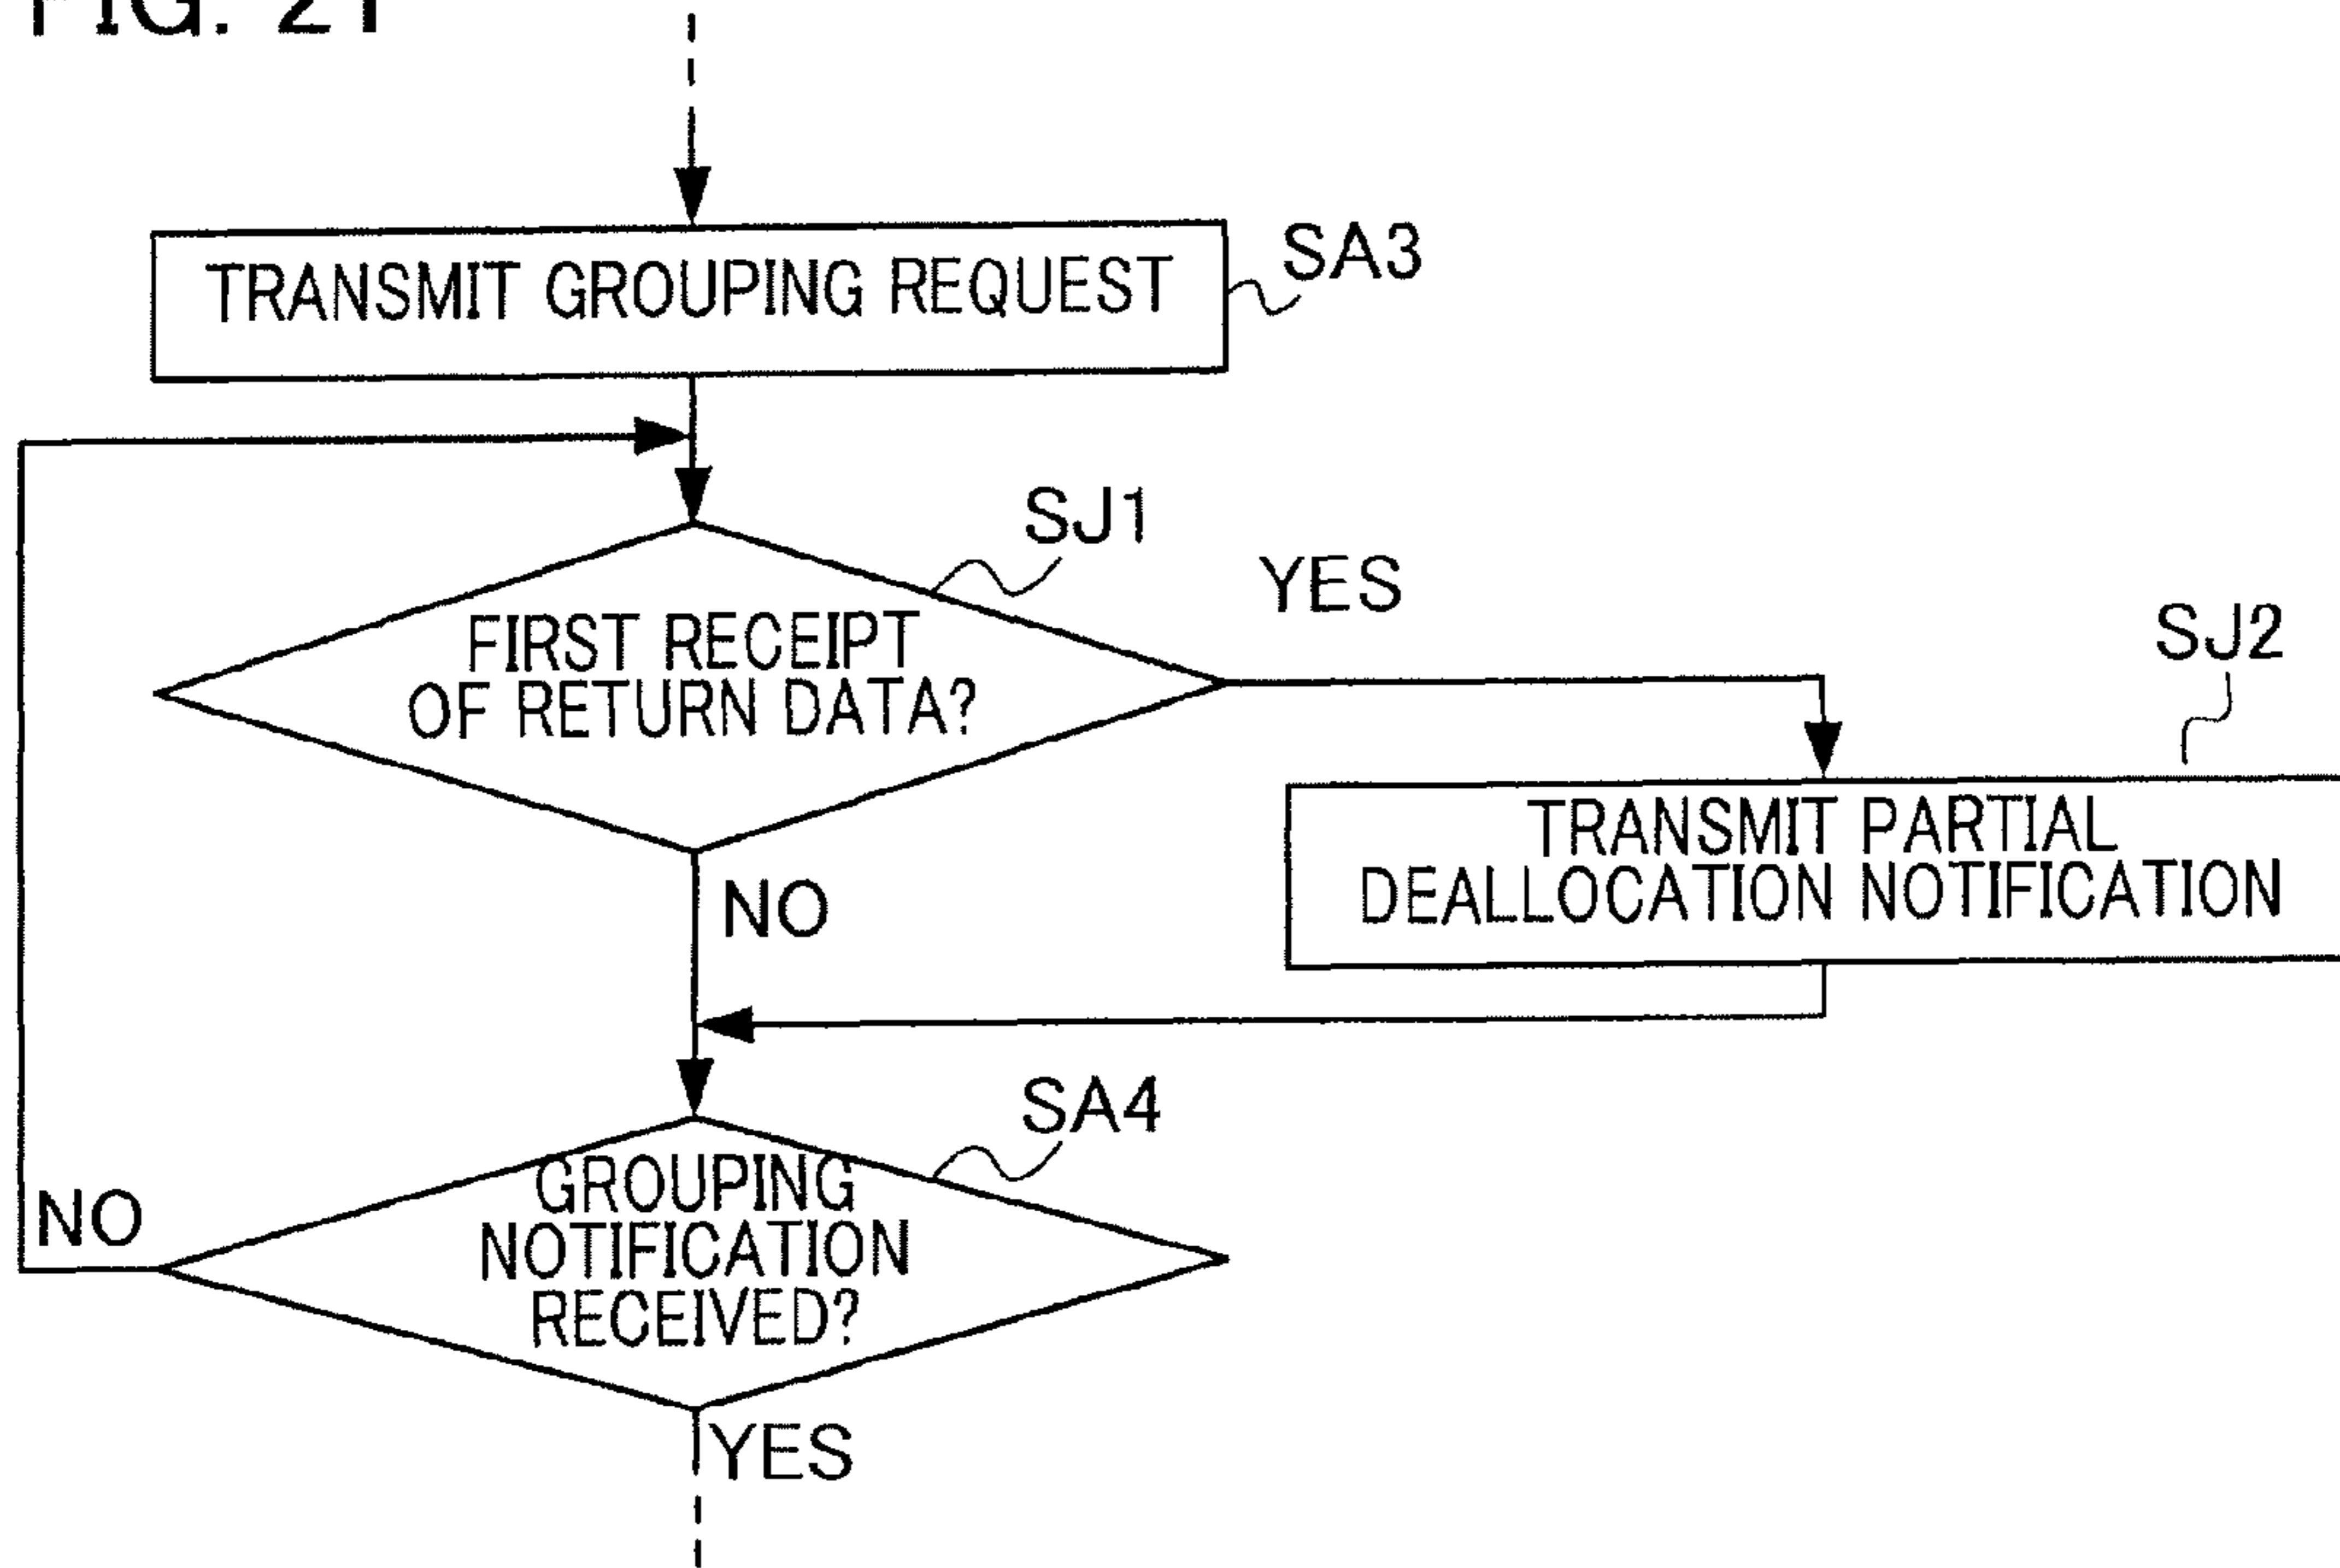 FIG. 21
TRANSMIT GROUPING REQUEST
SA3
SJ1
FIRST RECEIPT
OF RETURN DATA?
YES
SJ2
TRANSMIT PARTIAL
DEALLOCATION NOTIFICATION
NO
SA4
GROUPING
NOTIFICATION
RECEIVED?
NO
YES